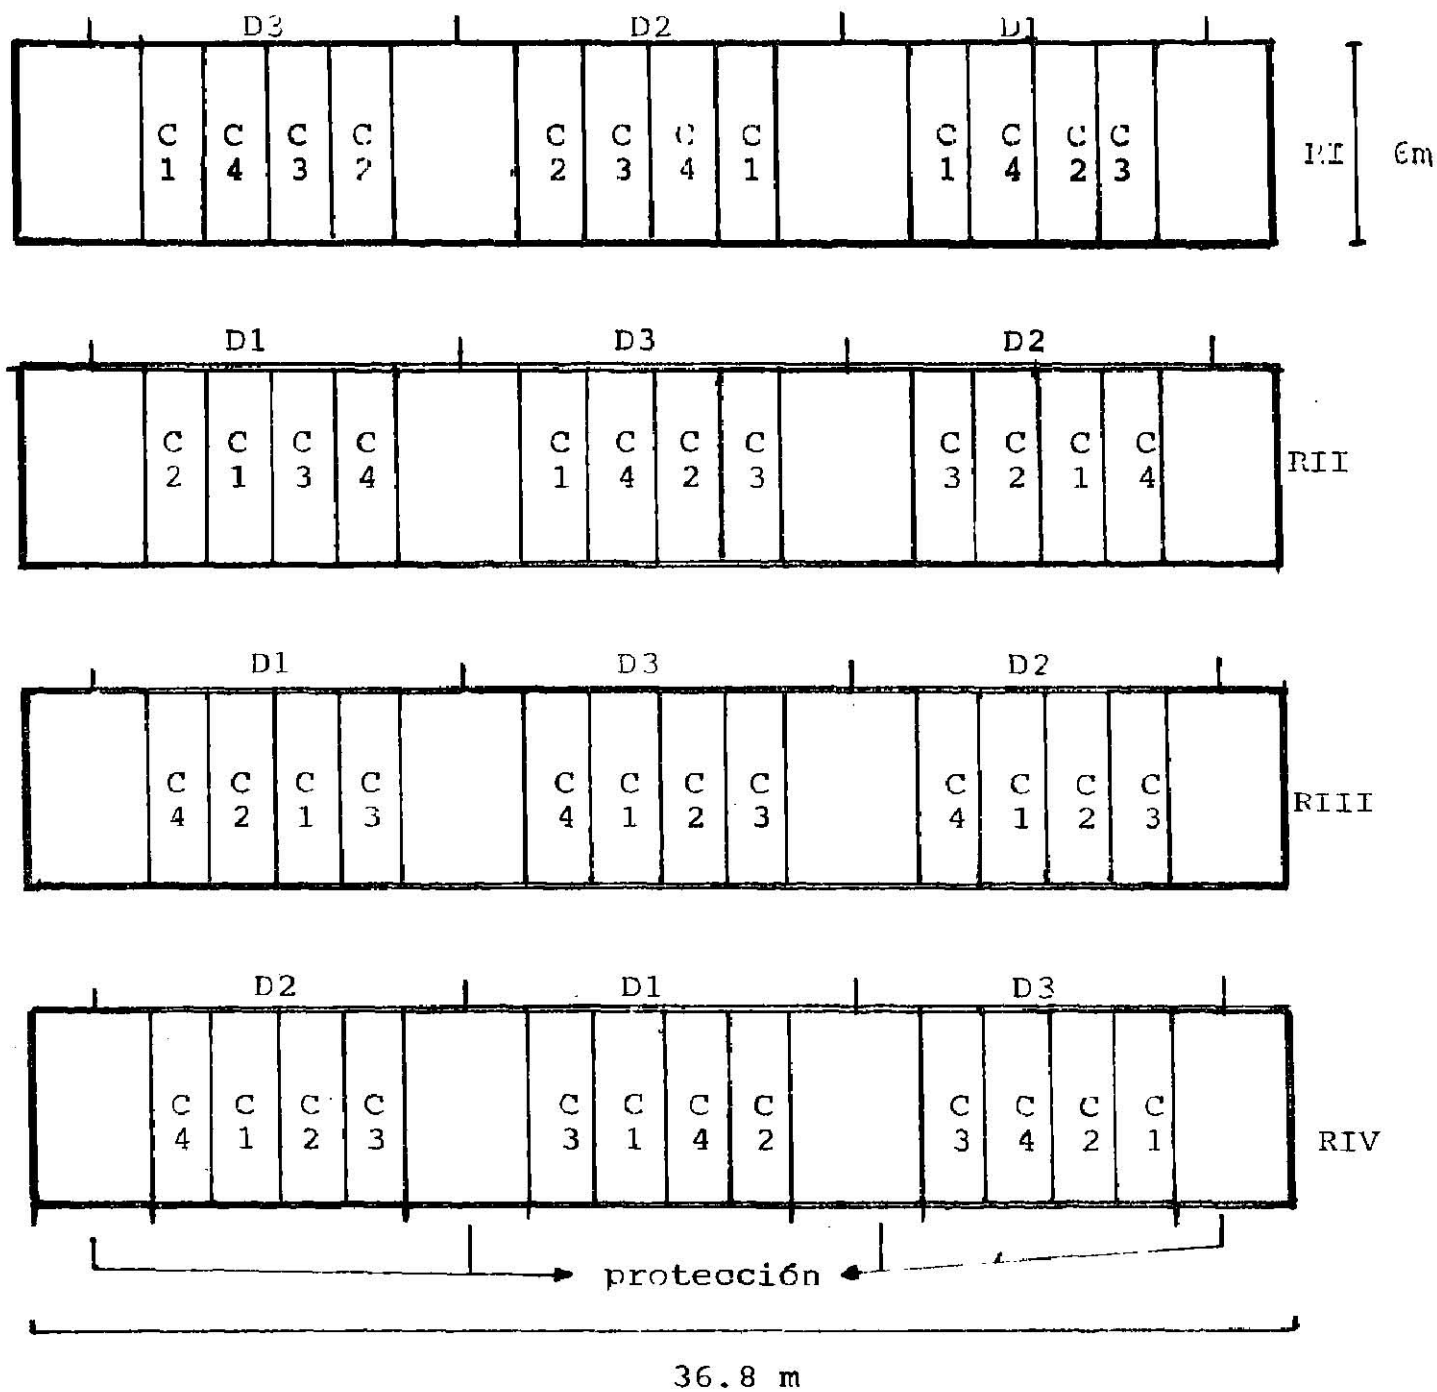 D3 D2 D1
C C C C C C C C C C C C
1 4 3 2 2 3 4 1 1 4 2 3
RI 6m
D1 D3 D2
C C C C C C C C C C C C
2 1 3 4 1 4 2 3 3 2 1 4
RII
D1 D3 D2
C C C C C C C C C C C C
4 2 1 3 4 1 2 3 4 1 2 3
RIII
D2 D1 D3
C C C C C C C C C C C C
4 1 2 3 3 1 4 2 3 4 2 1
RIV
protección
36.8 m